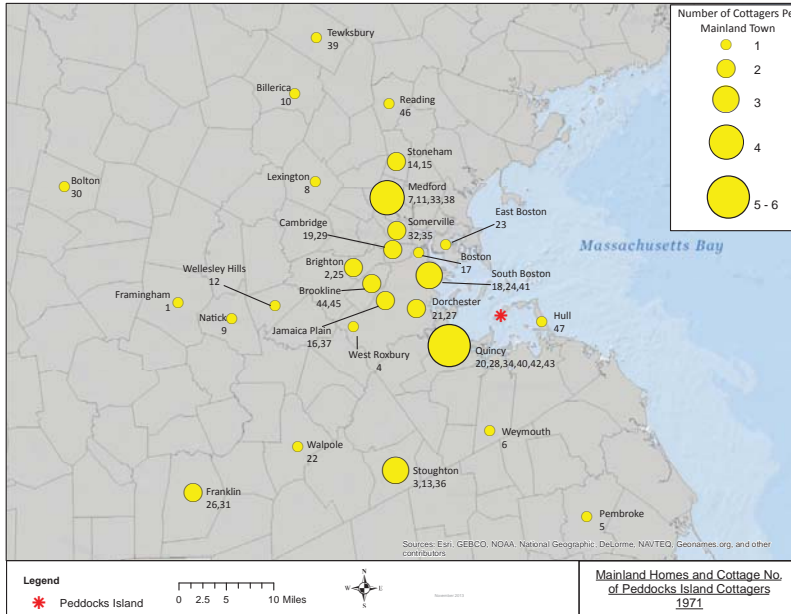 Number of Cottagers Pe
Mainland Town
1
2
3
4
5 - 6
Tewksbury
39
Billerica
10
Reading
46
Stoneham
14,15
Bolton
30
Lexington
8
Medford
7,11,33,38
Somerville
32,35
East Boston
23
Cambridge
19,29
Boston
17
Massachusetts Bay
Brighton
2,25
South Boston
18,24,41
Wellesley Hills
12
Brookline
44,45
Framingham
1
Natick
9
Dorchester
21,27
Jamaica Plain
16,37
Hull
47
West Roxbury
4
Quincy
20,28,34,40,42,43
Weymouth
6
Walpole
22
Stoughton
3,13,36
Franklin
26,31
Pembroke
5
Sources: Esri, GEBCO, NOAA, National Geographic, DeLorme, NAVTEQ, Geonames.org, and other
contributors
Legend
Peddocks Island
0 2.5 5 10 Miles
N
W E
S
Mainland Homes and Cottage No.
of Peddocks Island Cottagers
1971